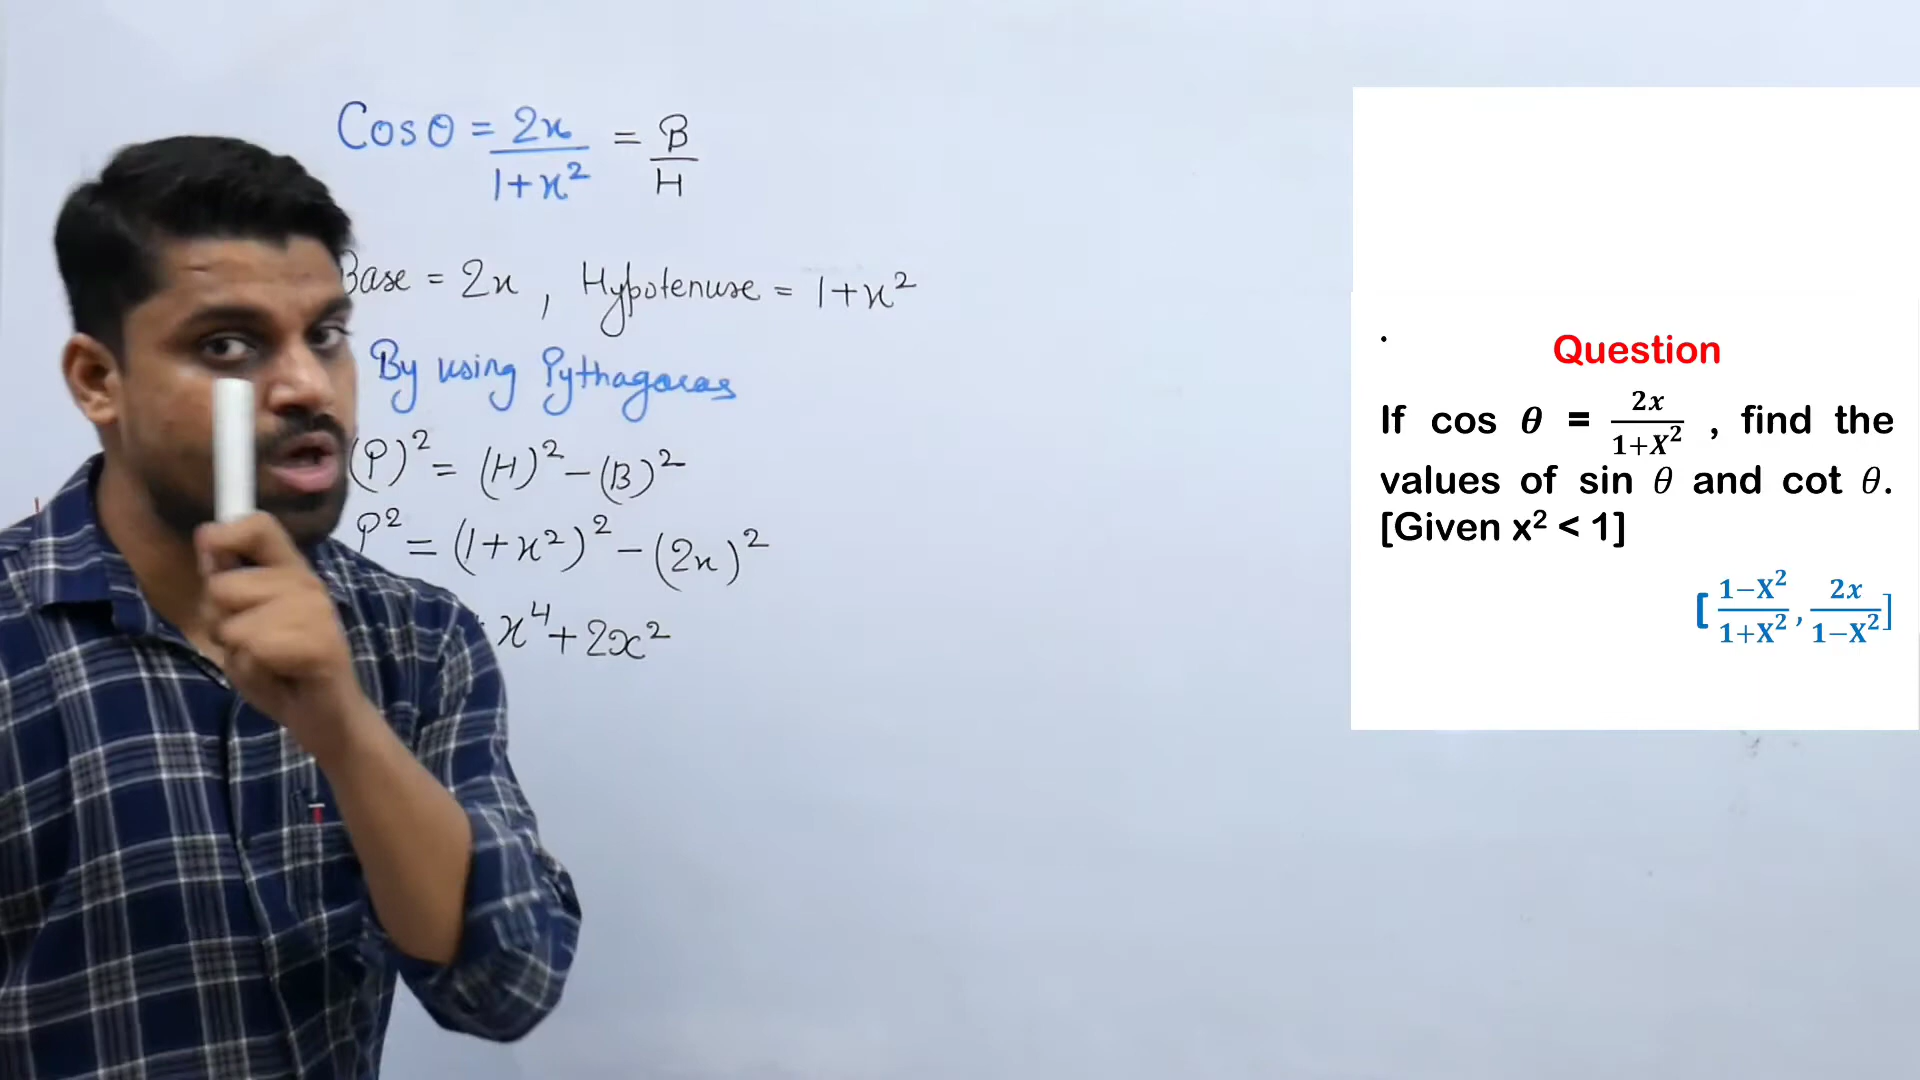 Cosθ = 2x/1+x² = B/H
Base = 2x , Hypotenuse = 1+x²
By using Pythagoras
(P)² = (H)² – (B)²
P² = (1+x²)² – (2x)²
x⁴ + 2x²
Question
If cos θ = 2x/1+X² , find the
values of sin θ and cot θ.
[Given x² < 1]
[1−X²/1+X² , 2x/1−X²]